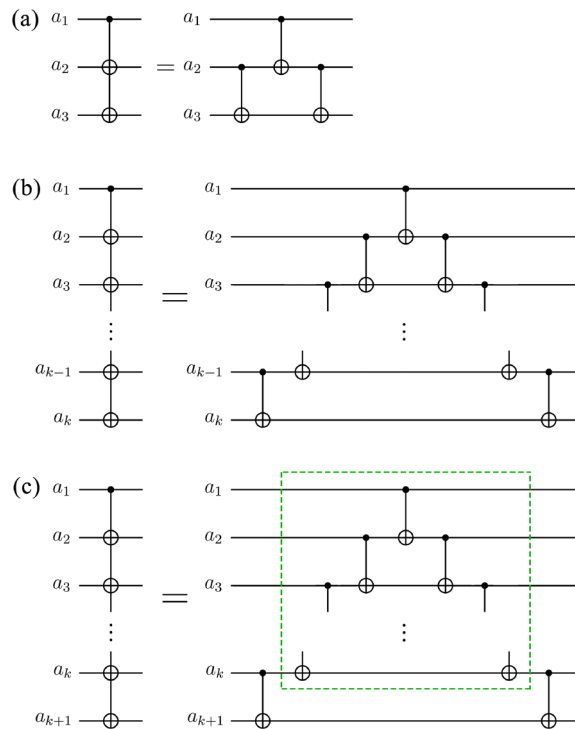 (a)
a₁ a₁
a₂ = a₂
a₃ a₃
(b)
a₁ a₁
a₂ a₂
a₃ = a₃
⋮ ⋮
aₖ₋₁ aₖ₋₁
aₖ aₖ
(c)
a₁ a₁
a₂ a₂
a₃ = a₃
⋮ ⋮
aₖ aₖ
aₖ₊₁ aₖ₊₁